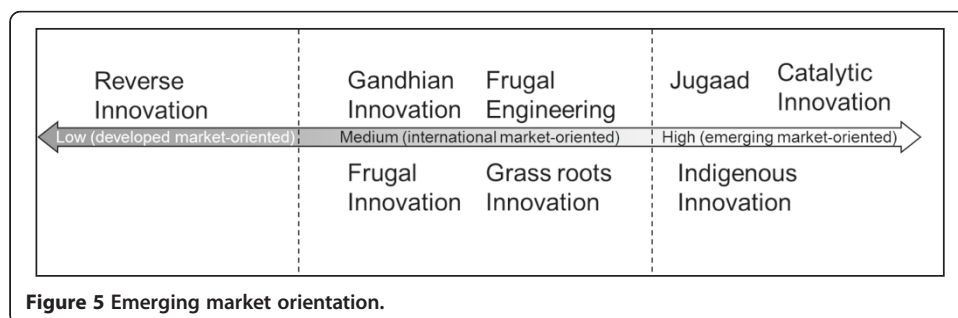 Reverse
Innovation
Gandhian
Innovation
Frugal
Engineering
Jugaad
Catalytic
Innovation
Low (developed market-oriented)
Medium (international market-oriented)
High (emerging market-oriented)
Frugal
Innovation
Grass roots
Innovation
Indigenous
Innovation
Figure 5 Emerging market orientation.